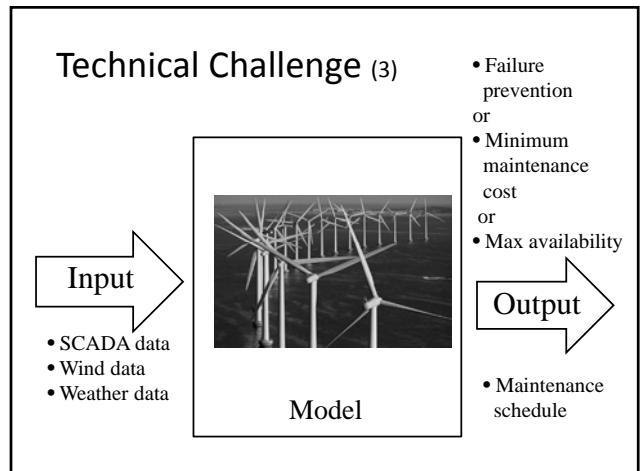 Technical Challenge (3)
• Failure
prevention
or
• Minimum
maintenance
cost
or
• Max availability
Input
• SCADA data
• Wind data
• Weather data
Model
Output
• Maintenance
schedule